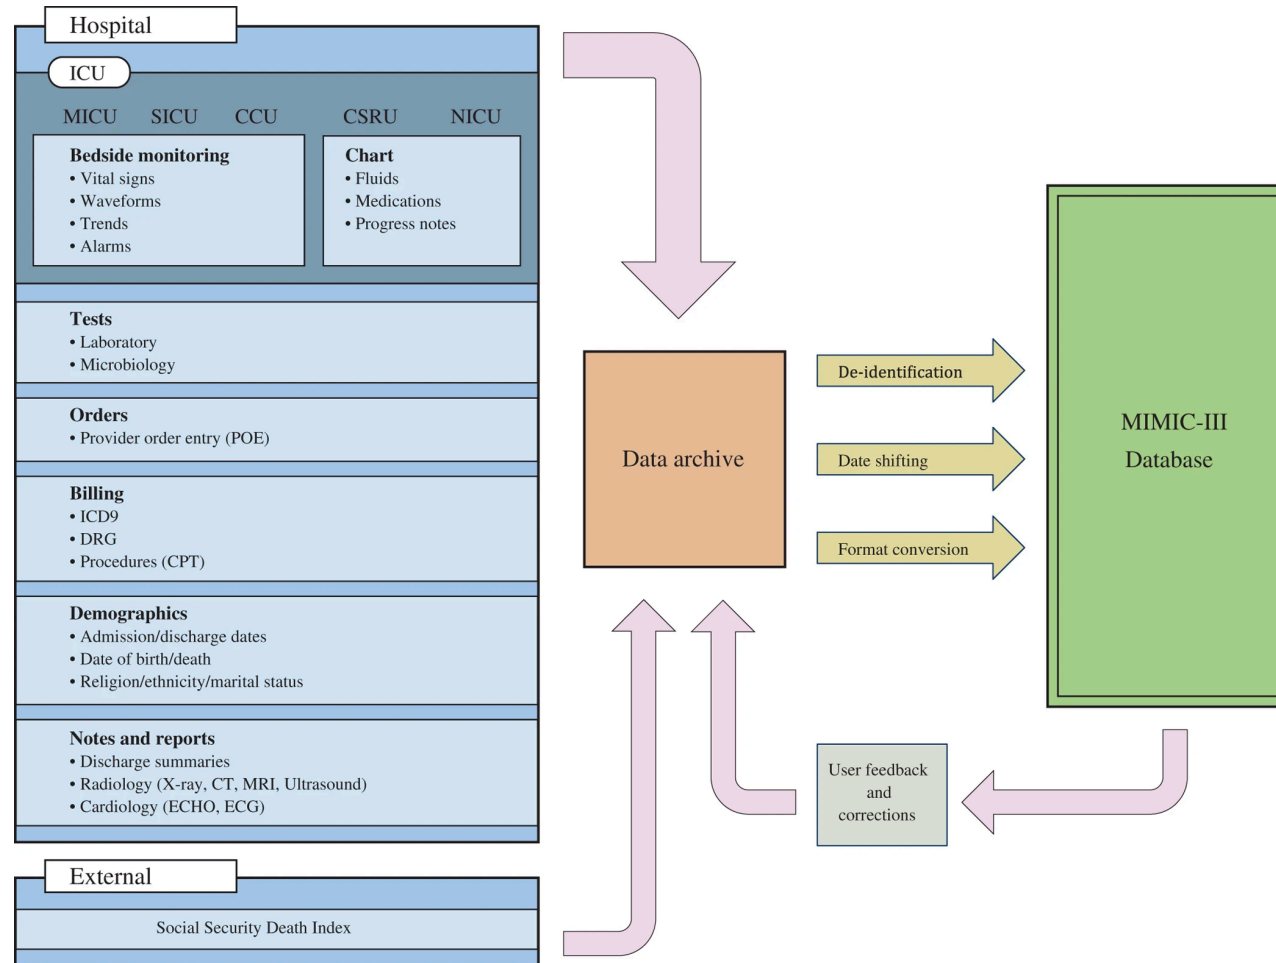 Hospital
ICU
MICU SICU CCU CSRU NICU
Bedside monitoring
• Vital signs
• Waveforms
• Trends
• Alarms
Chart
• Fluids
• Medications
• Progress notes
Tests
• Laboratory
• Microbiology
Orders
• Provider order entry (POE)
Billing
• ICD9
• DRG
• Procedures (CPT)
Demographics
• Admission/discharge dates
• Date of birth/death
• Religion/ethnicity/marital status
Notes and reports
• Discharge summaries
• Radiology (X-ray, CT, MRI, Ultrasound)
• Cardiology (ECHO, ECG)
External
Social Security Death Index
Data archive
De-identification
Date shifting
Format conversion
MIMIC-III
Database
User feedback
and
corrections